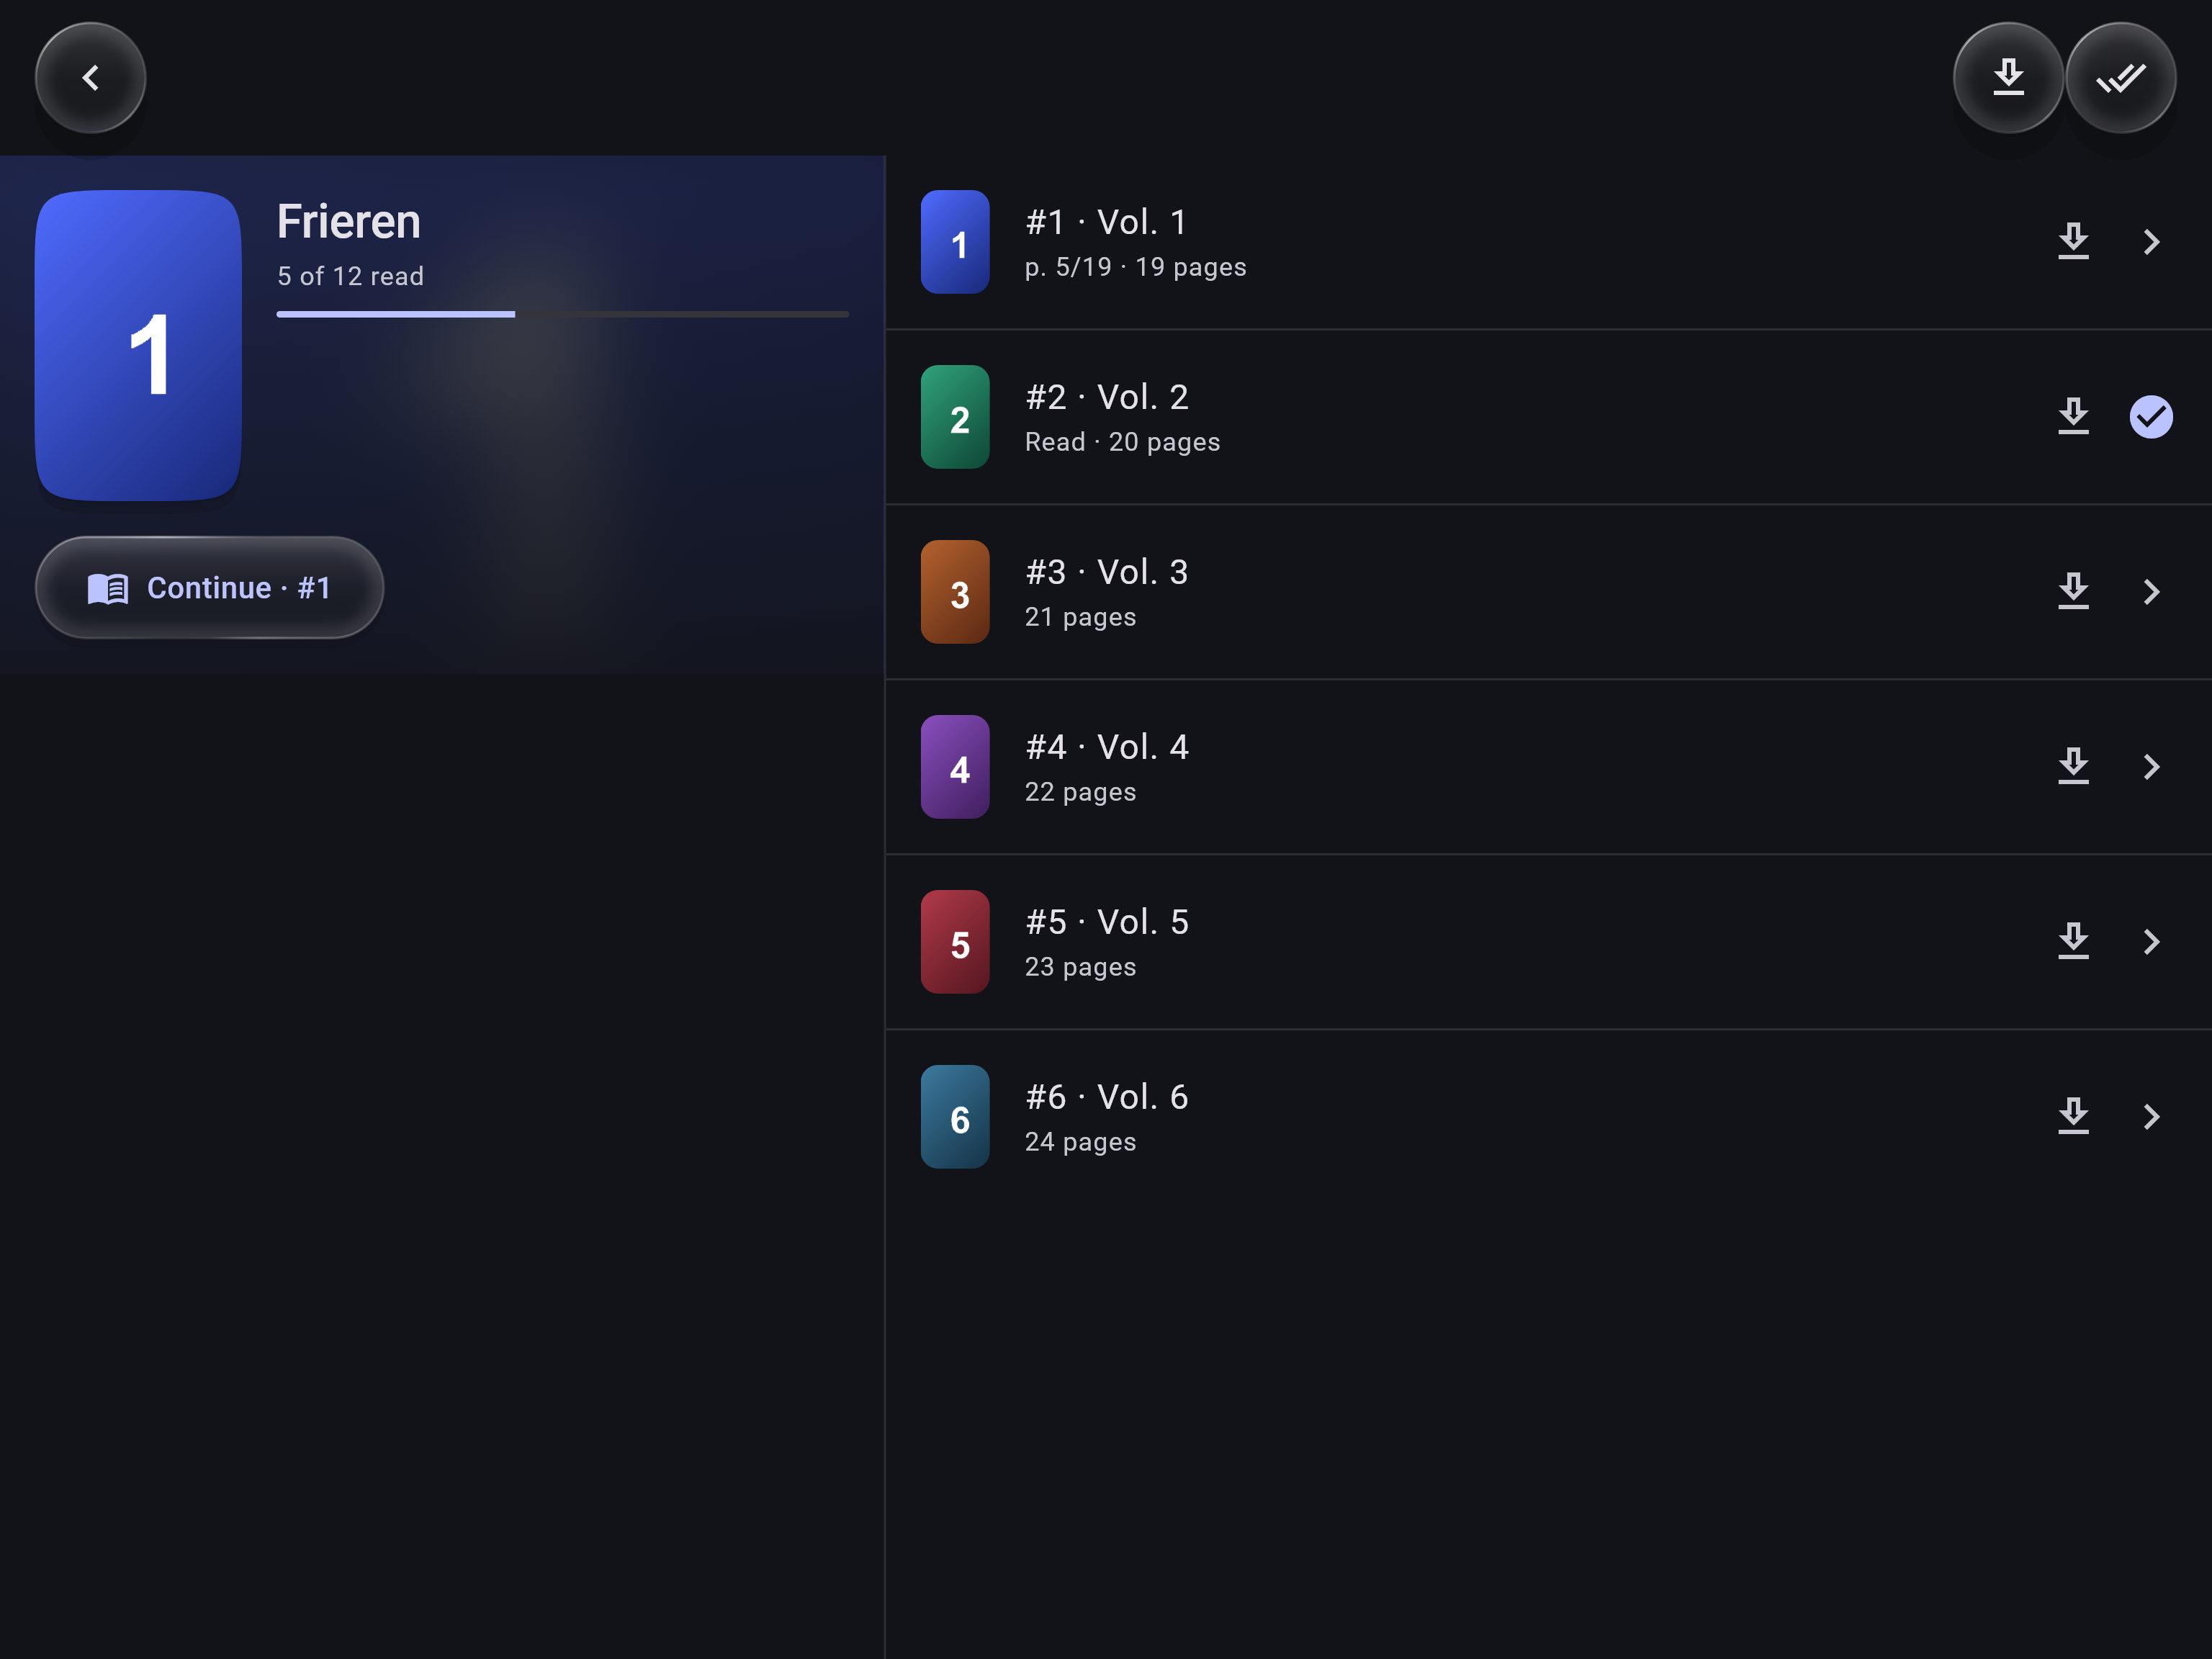 1
Frieren
5 of 12 read
Continue · #1
1
#1 · Vol. 1
p. 5/19 · 19 pages
2
#2 · Vol. 2
Read · 20 pages
3
#3 · Vol. 3
21 pages
4
#4 · Vol. 4
22 pages
5
#5 · Vol. 5
23 pages
6
#6 · Vol. 6
24 pages